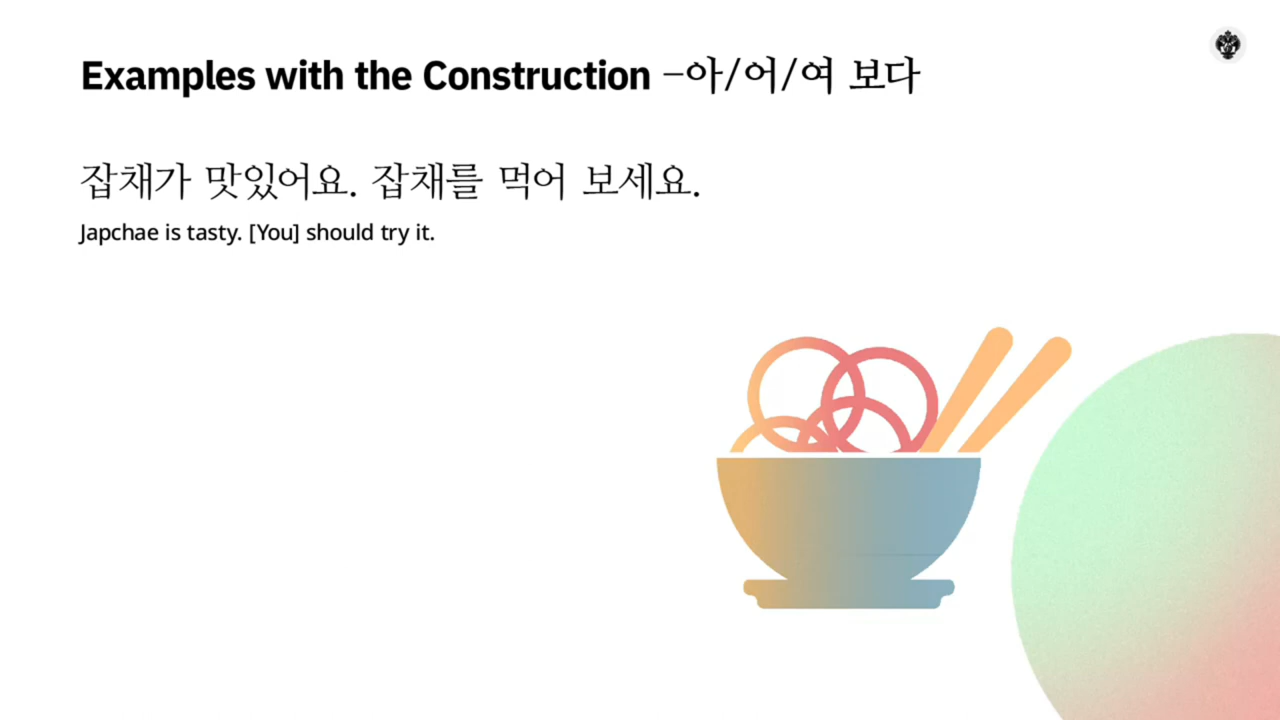 Examples with the Construction –아/어/여 보다
잡채가 맛있어요. 잡채를 먹어 보세요.
Japchae is tasty. [You] should try it.